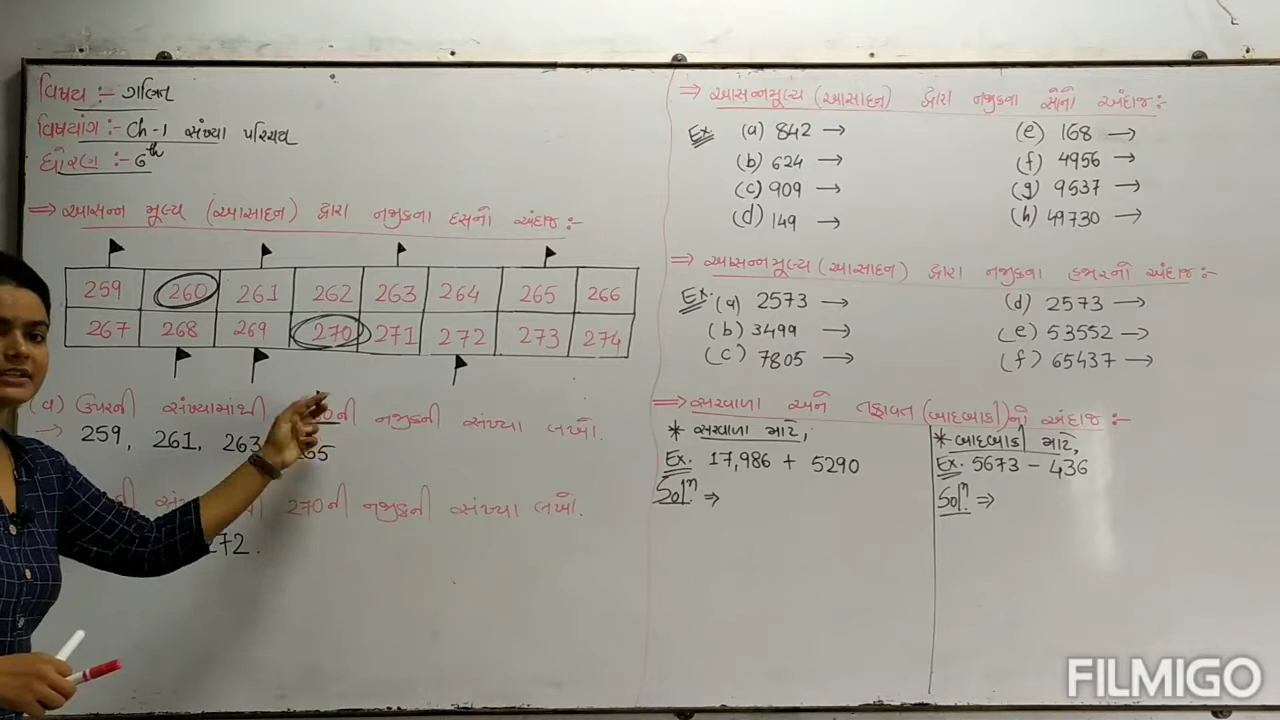 વિષય :- ગણિત
વિષયાંગ :- Ch-1 સંખ્યા પરિચય
ધોરણ :- 6th
⇒ આસન્ન મૂલ્ય (આસાદન) દ્વારા નજીકના દસનો અંદાજ :-
259 260 261 262 263 264 265 266
267 268 269 270 271 272 273 274
(a) ઉપરની સંખ્યામાંથી ની નજીકની સંખ્યા લખો.
→ 259, 261, 263 65
270ની નજીકની સંખ્યા લખો.
272.
⇒ આસન્નમૂલ્ય (આસાદન) દ્વારા નજીકના સોનો અંદાજ :-
Ex (a) 842 →
(b) 624 →
(c) 909 →
(d) 149 →
(e) 168 →
(f) 4956 →
(g) 9537 →
(h) 49730 →
⇒ આસન્નમૂલ્ય (આસાદન) દ્વારા નજીકના હજારનો અંદાજ :-
Ex. (a) 2573 →
(b) 3499 →
(c) 7805 →
(d) 2573 →
(e) 53552 →
(f) 65437 →
⇒ સરવાળા અને તફાવત (બાદબાકી)નો અંદાજ :-
* સરવાળા માટે,
Ex. 17,986 + 5290
Solⁿ. ⇒
* બાદબાકી માટે,
Ex. 5673 - 436
Solⁿ. ⇒
FILMIGO